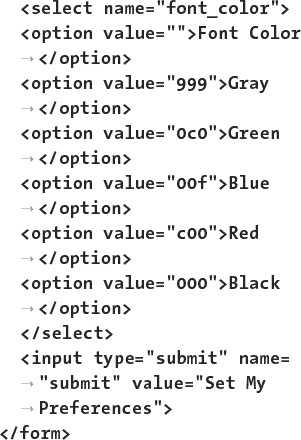 <select name="font_color">
<option value="">Font Color
→ </option>
<option value="999">Gray
→ </option>
<option value="0c0">Green
→ </option>
<option value="00f">Blue
→ </option>
<option value="c00">Red
→ </option>
<option value="000">Black
→ </option>
</select>
<input type="submit" name=
→ "submit" value="Set My
→ Preferences">
</form>